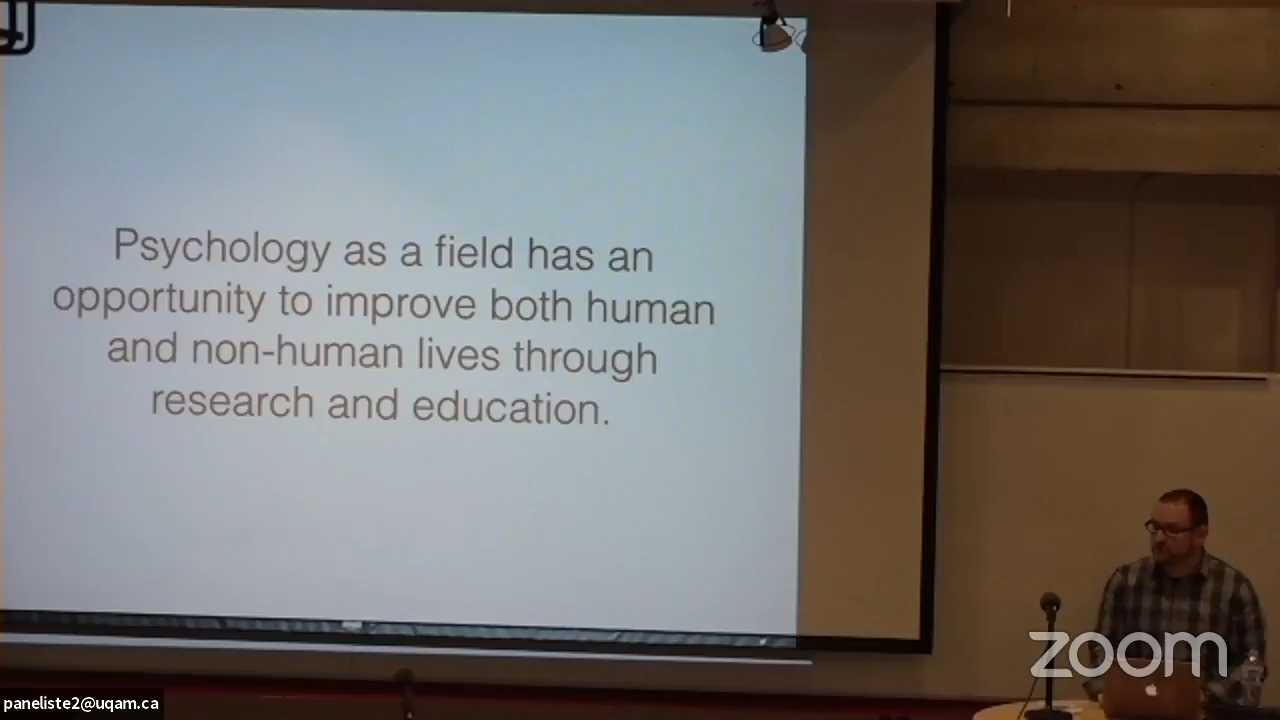 Psychology as a field has an
opportunity to improve both human
and non-human lives through
research and education.
zoom
paneliste2@uqam.ca